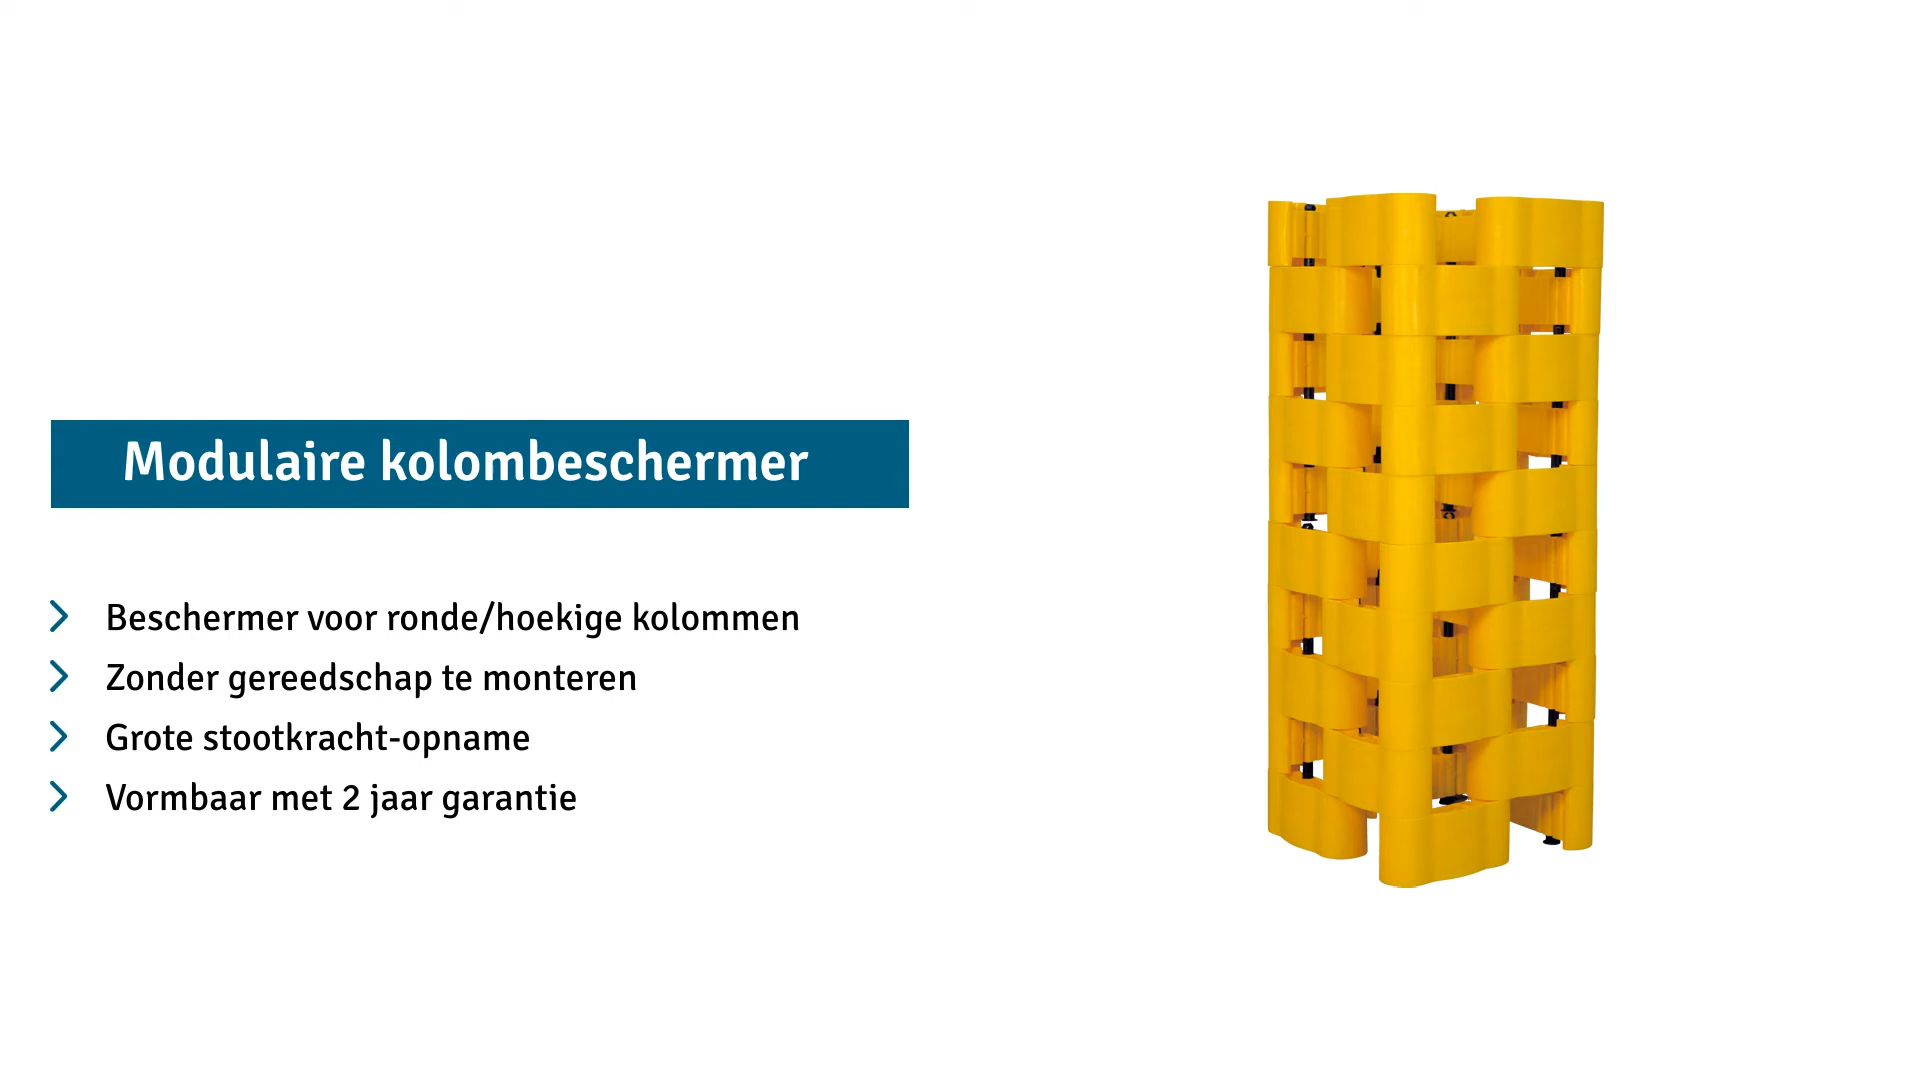 Modulaire kolombeschermer
Beschermer voor ronde/hoekige kolommen
Zonder gereedschap te monteren
Grote stootkracht-opname
Vormbaar met 2 jaar garantie